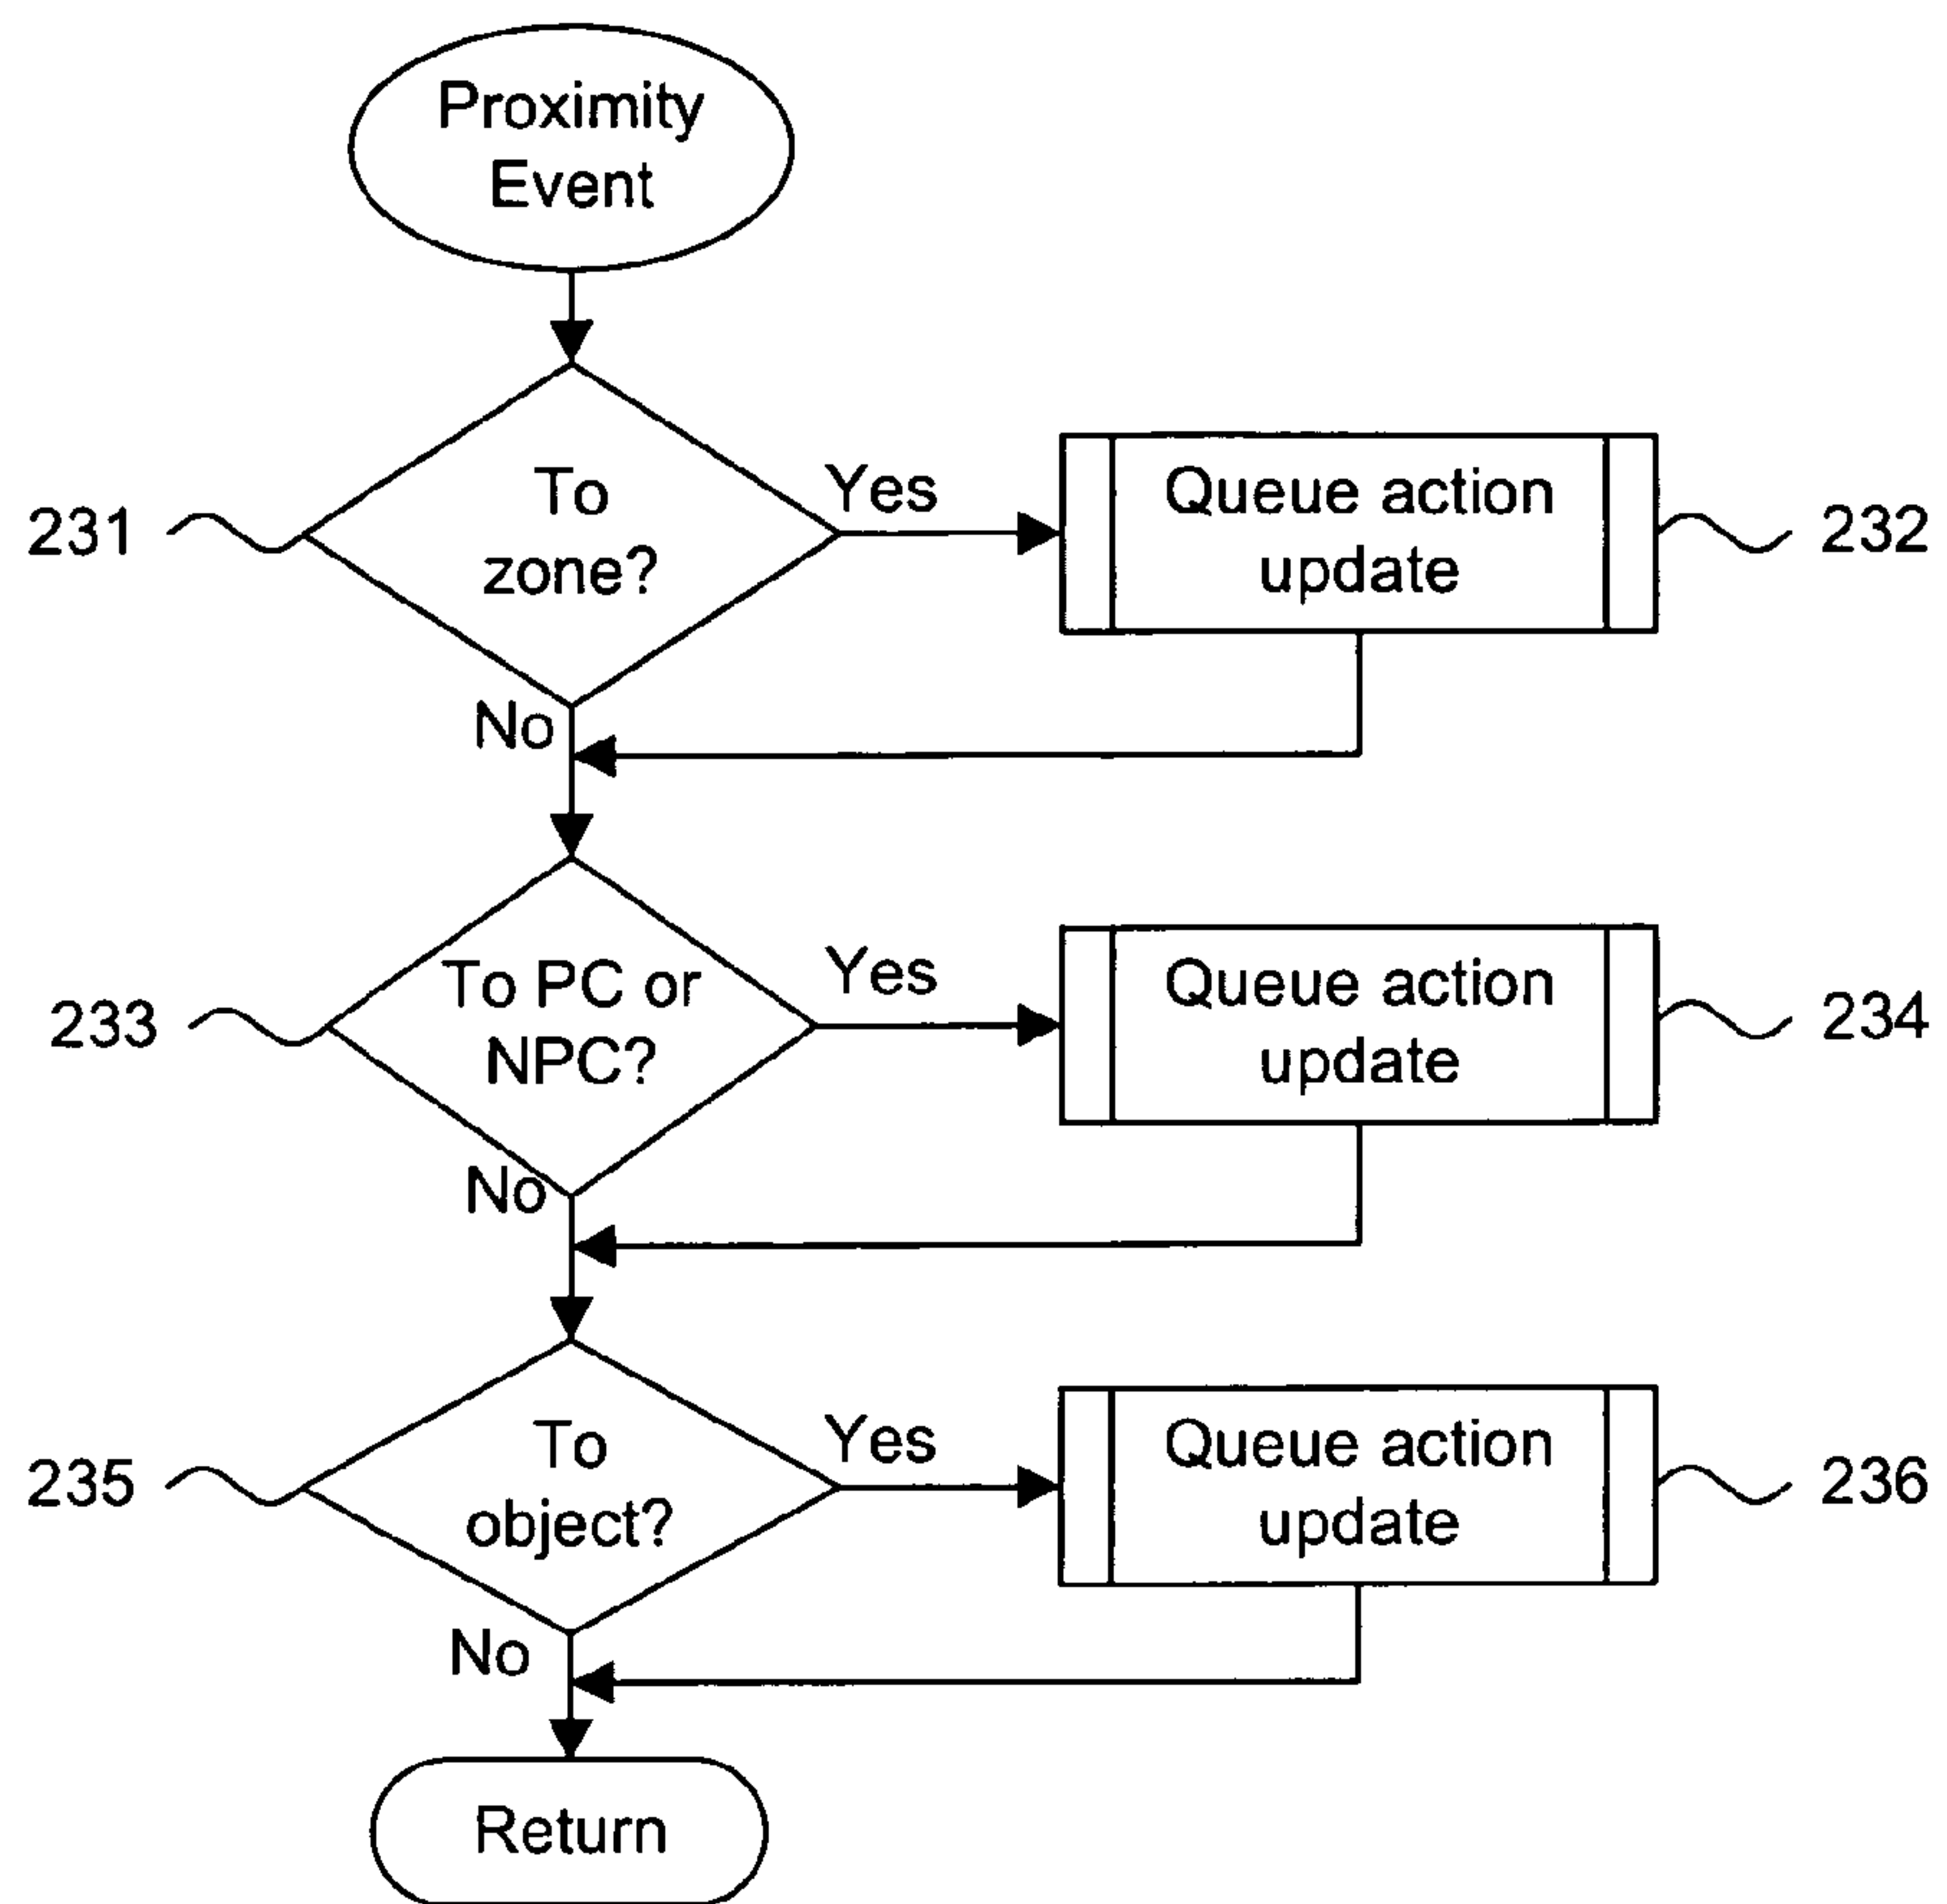 Proximity
Event
231
To
zone?
Yes
Queue action
update
232
No
233
To PC or
NPC?
Yes
Queue action
update
234
No
235
To
object?
Yes
Queue action
update
236
No
Return